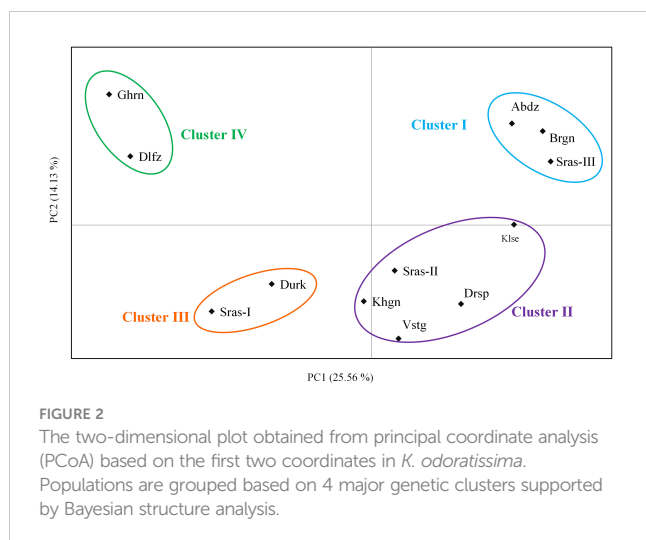 Ghrn
Abdz
Cluster IV
Cluster I
Brgn
Dlfz
Sras-III
PC2 (14.13 %)
Klse
Sras-II
Durk
Khgn
Drsp
Cluster III
Sras-I
Cluster II
Vstg
PC1 (25.56 %)
FIGURE 2
The two-dimensional plot obtained from principal coordinate analysis
(PCoA) based on the first two coordinates in K. odoratissima.
Populations are grouped based on 4 major genetic clusters supported
by Bayesian structure analysis.